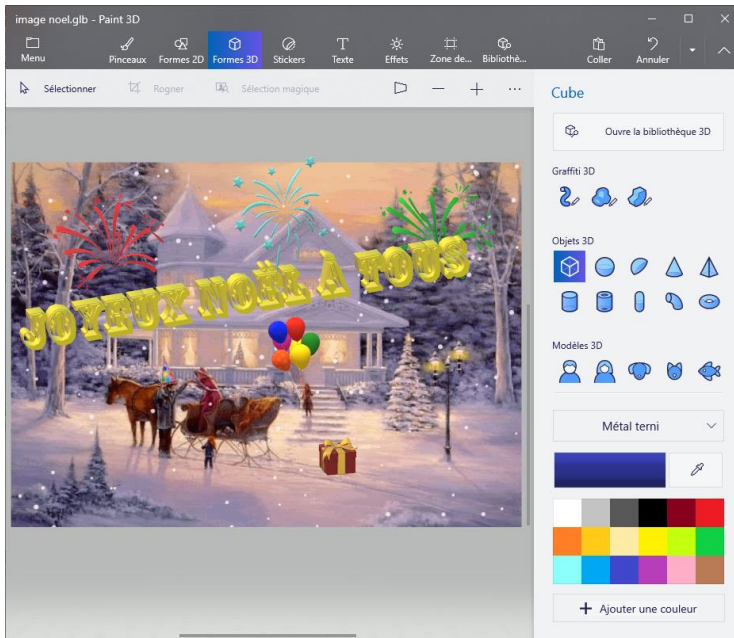 image noel.glb - Paint 3D
Menu
Pinceaux
Formes 2D
Formes 3D
Stickers
Texte
Effets
Zone de...
Bibliothè...
Coller
Annuler
Sélectionner
Rogner
Sélection magique
Cube
Ouvre la bibliothèque 3D
Graffiti 3D
Objets 3D
JOYEUX NOËL À TOUS
Modèles 3D
Métal terni
Ajouter une couleur